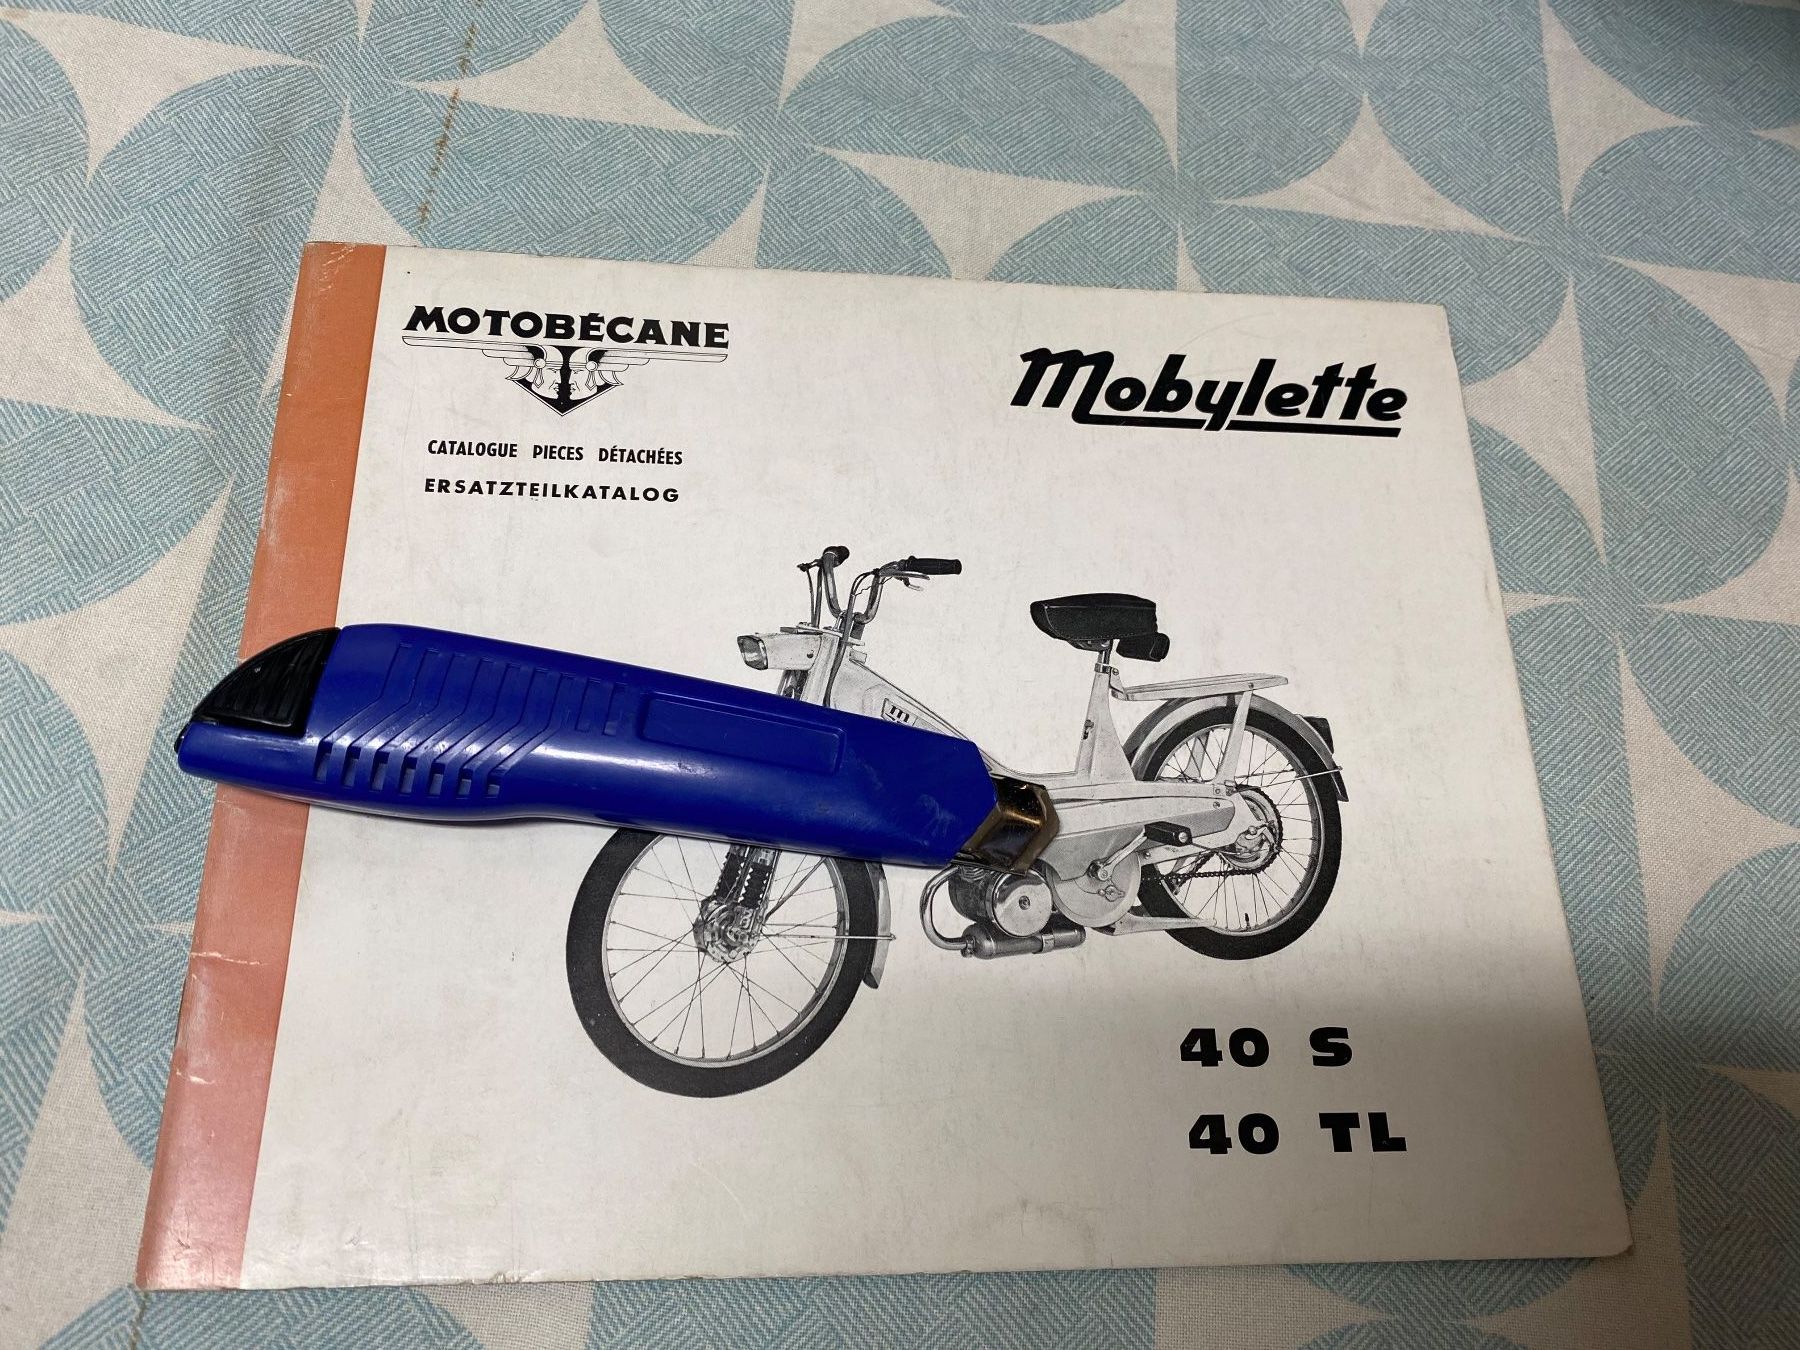 MOTOBÉCANE
Mobylette
CATALOGUE PIECES DÉTACHÉES
ERSATZTEILKATALOG
m
40 S
40 TL